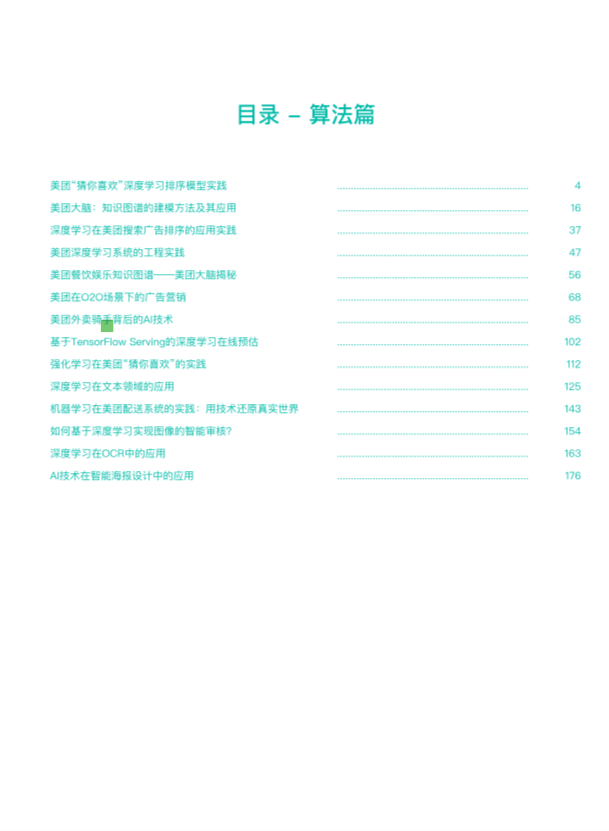 目录 – 算法篇
美团“猜你喜欢”深度学习排序模型实践 4
美团大脑：知识图谱的建模方法及其应用 16
深度学习在美团搜索广告排序的应用实践 37
美团深度学习系统的工程实践 47
美团餐饮娱乐知识图谱——美团大脑揭秘 56
美团在O2O场景下的广告营销 68
美团外卖骑手背后的AI技术 85
基于TensorFlow Serving的深度学习在线预估 102
强化学习在美团“猜你喜欢”的实践 112
深度学习在文本领域的应用 125
机器学习在美团配送系统的实践：用技术还原真实世界 143
如何基于深度学习实现图像的智能审核? 154
深度学习在OCR中的应用 163
AI技术在智能海报设计中的应用 176